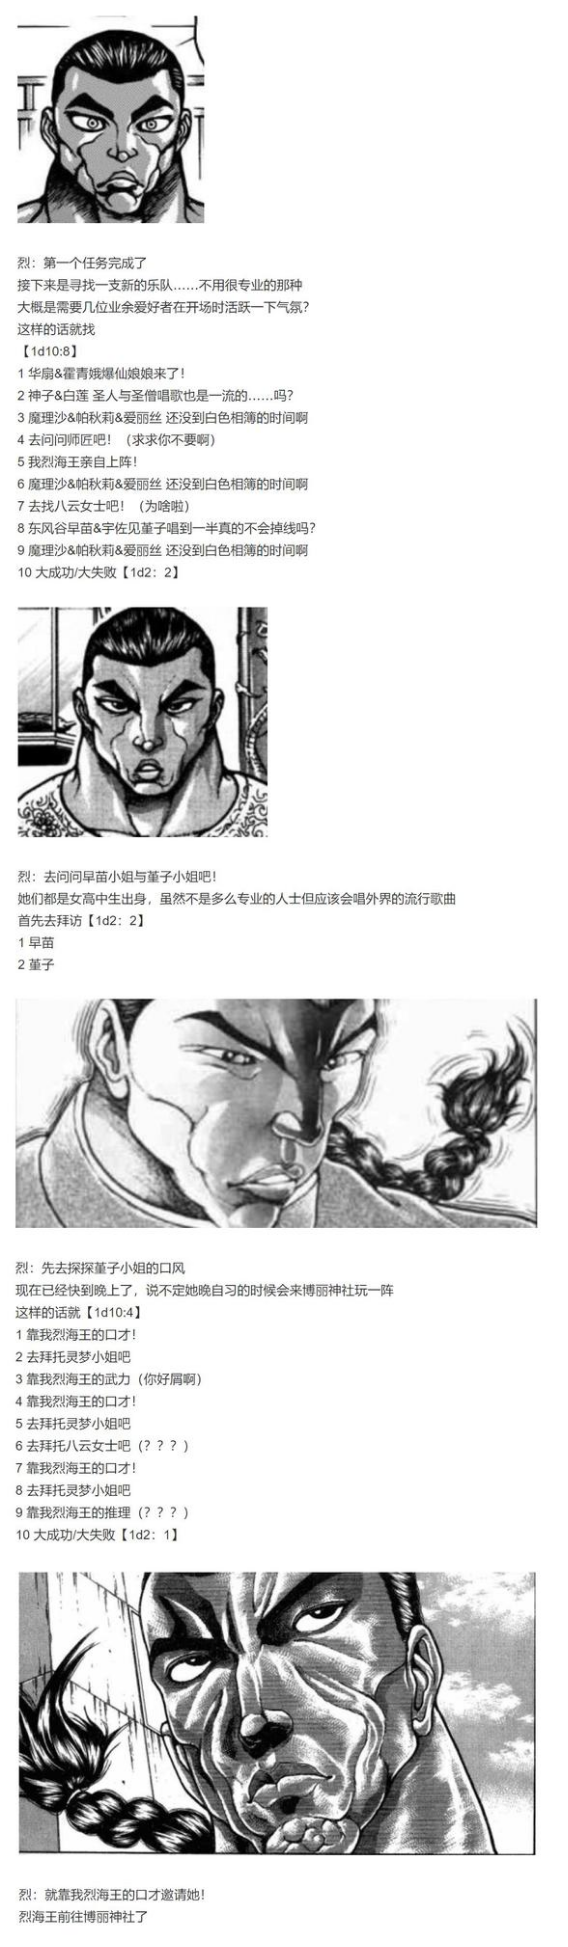 烈：第一个任务完成了
接下来是寻找一支新的乐队……不用很专业的那种
大概是需要几位业余爱好者在开场时活跃一下气氛？
这样的话就找
【1d10:8】
1 华扇&霍青娥爆仙娘娘来了！
2 神子&白莲 圣人与圣僧唱歌也是一流的……吗？
3 魔理沙&帕秋莉&爱丽丝 还没到白色相簿的时间啊
4 去问问师匠吧！（求求你不要啊）
5 我烈海王亲自上阵！
6 魔理沙&帕秋莉&爱丽丝 还没到白色相簿的时间啊
7 去找八云女士吧！（为啥啦）
8 东风谷早苗&宇佐见堇子唱到一半真的不会掉线吗？
9 魔理沙&帕秋莉&爱丽丝 还没到白色相簿的时间啊
10 大成功/大失败【1d2：2】
烈：去问问早苗小姐与堇子小姐吧！
她们都是女高中生出身，虽然不是多么专业的人士但应该会唱外界的流行歌曲
首先去拜访【1d2：2】
1 早苗
2 堇子
烈：先去探探堇子小姐的口风
现在已经快到晚上了，说不定她晚自习的时候会来博丽神社玩一阵
这样的话就【1d10:4】
1 靠我烈海王的口才！
2 去拜托灵梦小姐吧
3 靠我烈海王的武力（你好屑啊）
4 靠我烈海王的口才！
5 去拜托灵梦小姐吧
6 去拜托八云女士吧（？？？）
7 靠我烈海王的口才！
8 去拜托灵梦小姐吧
9 靠我烈海王的推理（？？？）
10 大成功/大失败【1d2：1】
烈：就靠我烈海王的口才邀请她！
烈海王前往博丽神社了